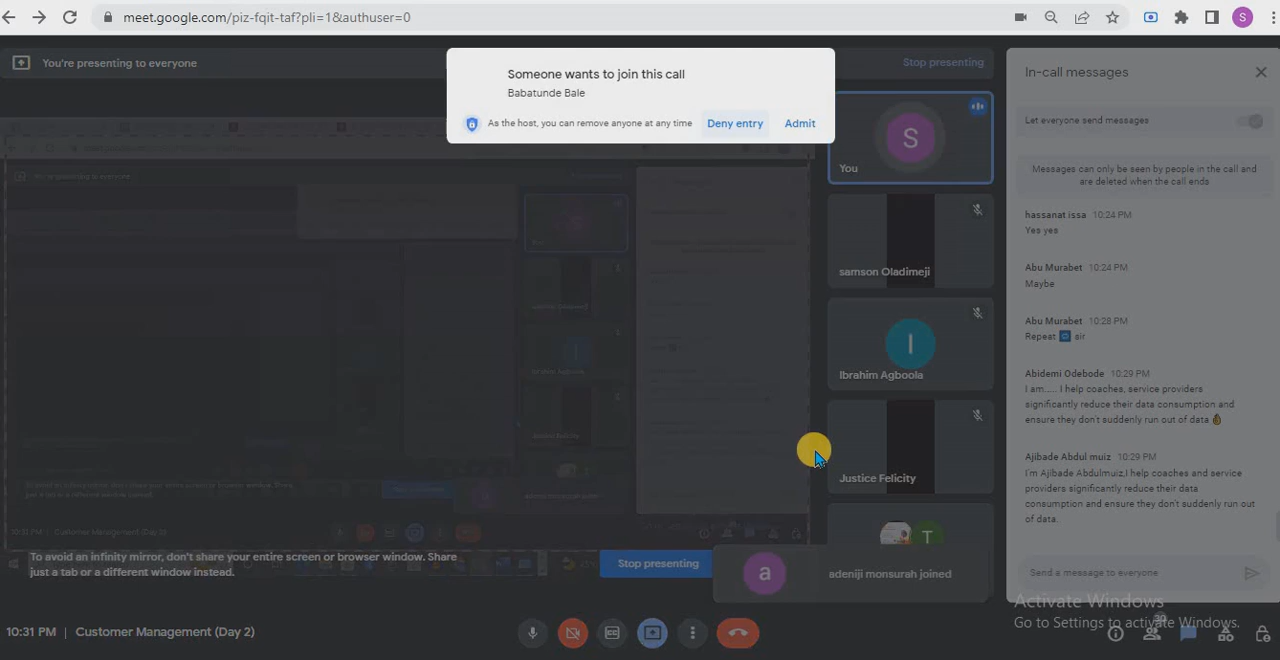 meet.google.com/piz-fqit-taf?pli=1&authuser=0
S
You're presenting to everyone
Someone wants to join this call
Babatunde Bale
As the host, you can remove anyone at any time
Deny entry
Admit
Stop presenting
S
You
samson Oladimeji
I
Ibrahim Agboola
Justice Felicity
T
a
adeniji monsurah joined
To avoid an infinity mirror, don't share your entire screen or browser window. Share
just a tab or a different window instead.
Stop presenting
10:31 PM | Customer Management (Day 2)
In-call messages
Let everyone send messages
Messages can only be seen by people in the call and
are deleted when the call ends
hassanat issa 10:24 PM
Yes yes
Abu Murabet 10:24 PM
Maybe
Abu Murabet 10:28 PM
Repeat sir
Abidemi Odebode 10:29 PM
I am..... I help coaches, service providers
significantly reduce their data consumption and
ensure they don't suddenly run out of data
Ajibade Abdul muiz 10:29 PM
I'm Ajibade Abdulmuiz,I help coaches and service
providers significantly reduce their data
consumption and ensure they don't suddenly run out
of data.
Send a message to everyone
Activate Windows
Go to Settings to activate Windows.